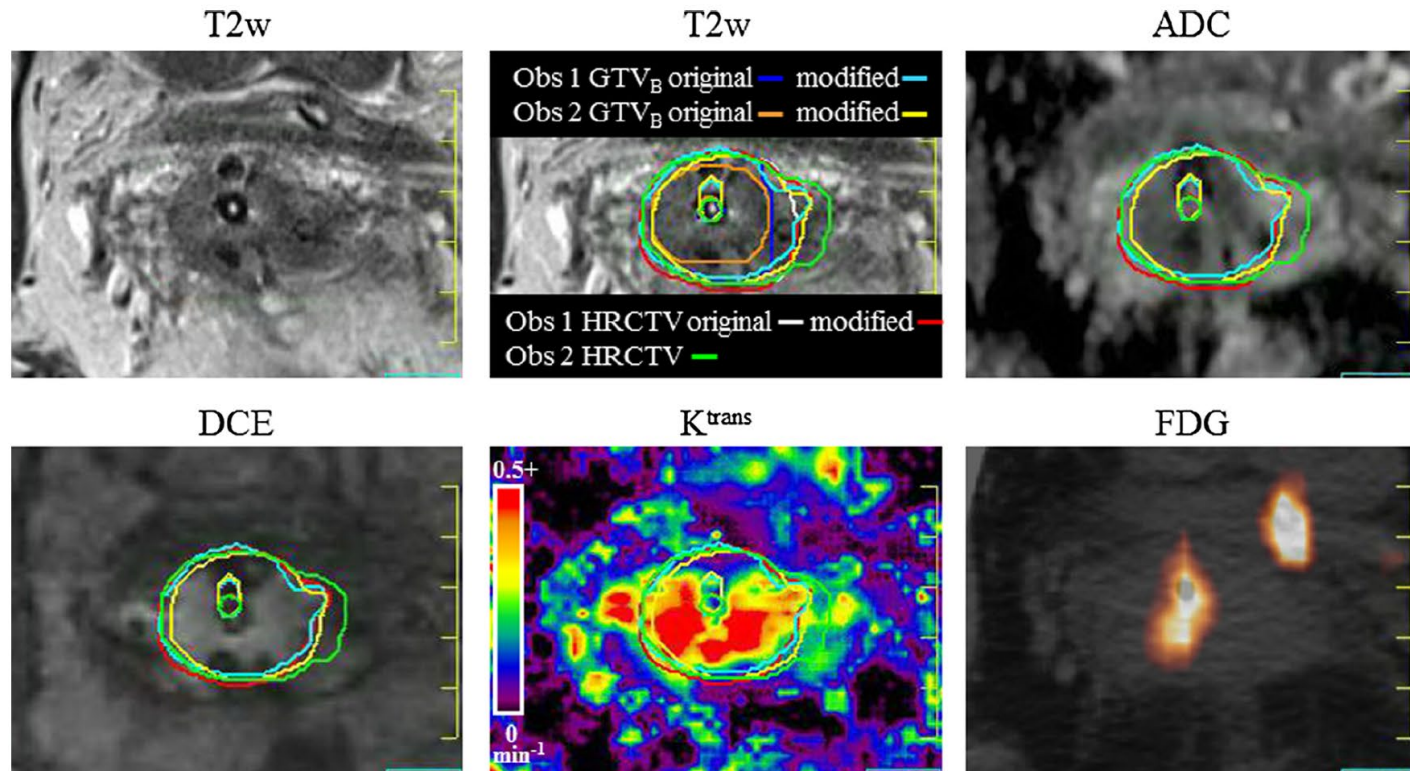 T2w
T2w
ADC
Obs 1 GTV_B original modified
Obs 2 GTV_B original modified
Obs 1 HRCTV original modified
Obs 2 HRCTV
DCE
K^trans
FDG
0.5+
0
min^-1